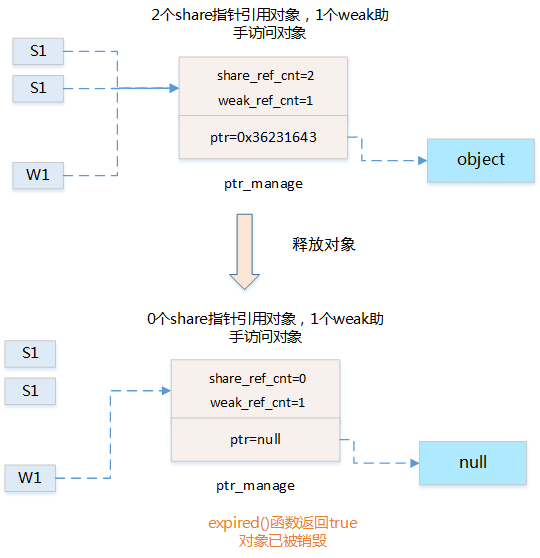 2个share指针引用对象，1个weak助
手访问对象
S1
S1
W1
share_ref_cnt=2
weak_ref_cnt=1
ptr=0x36231643
object
ptr_manage
释放对象
0个share指针引用对象，1个weak助
手访问对象
S1
S1
W1
share_ref_cnt=0
weak_ref_cnt=1
ptr=null
null
ptr_manage
expired()函数返回true
对象已被销毁